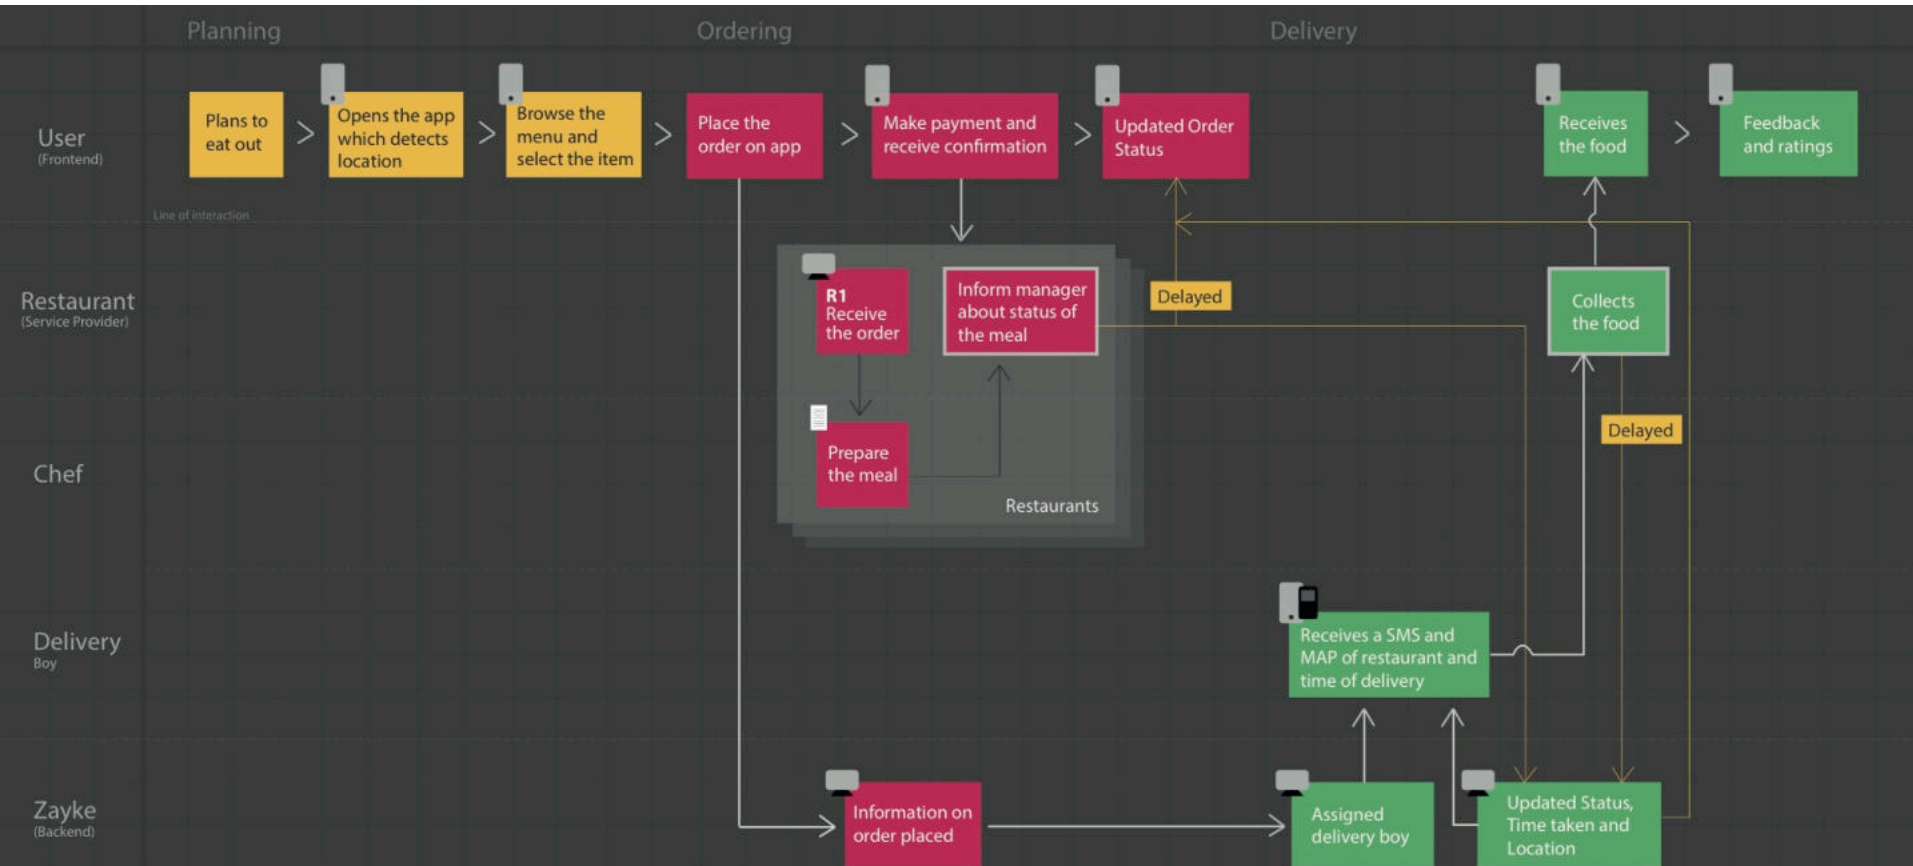 Planning
Ordering
Delivery
User
(Frontend)
Plans to
eat out
Opens the app
which detects
location
Browse the
menu and
select the item
Place the
order on app
Make payment and
receive confirmation
Updated Order
Status
Receives
the food
Feedback
and ratings
Line of interaction
Restaurant
(Service Provider)
R1
Receive
the order
Inform manager
about status of
the meal
Delayed
Collects
the food
Delayed
Chef
Prepare
the meal
Restaurants
Delivery
Boy
Receives a SMS and
MAP of restaurant and
time of delivery
Zayke
(Backend)
Information on
order placed
Assigned
delivery boy
Updated Status,
Time taken and
Location